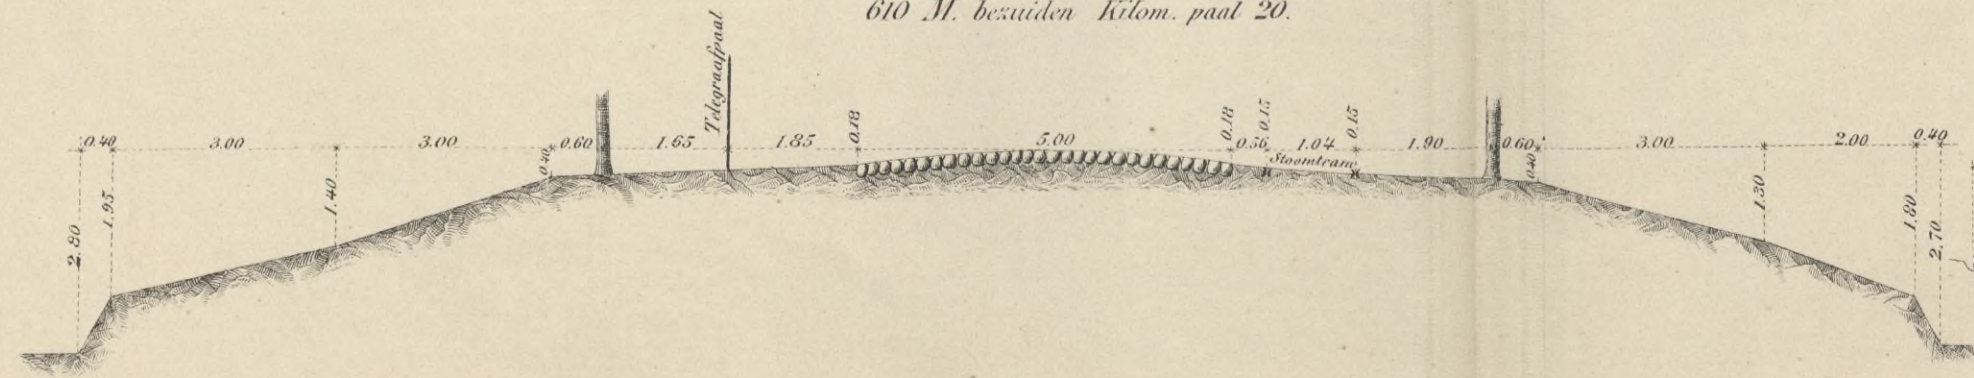 610 M. bezuiden Kilom. paal 20.
Telegraafpaal
0.40 3.00 3.00 0.60 1.65 1.85 0.18 5.00 0.18 0.56 0.15 1.04 0.15 1.90 0.60 3.00 2.00 0.40
Stoomtram
2.80 1.95 1.40 0.40 0.40 1.30 1.80 2.70